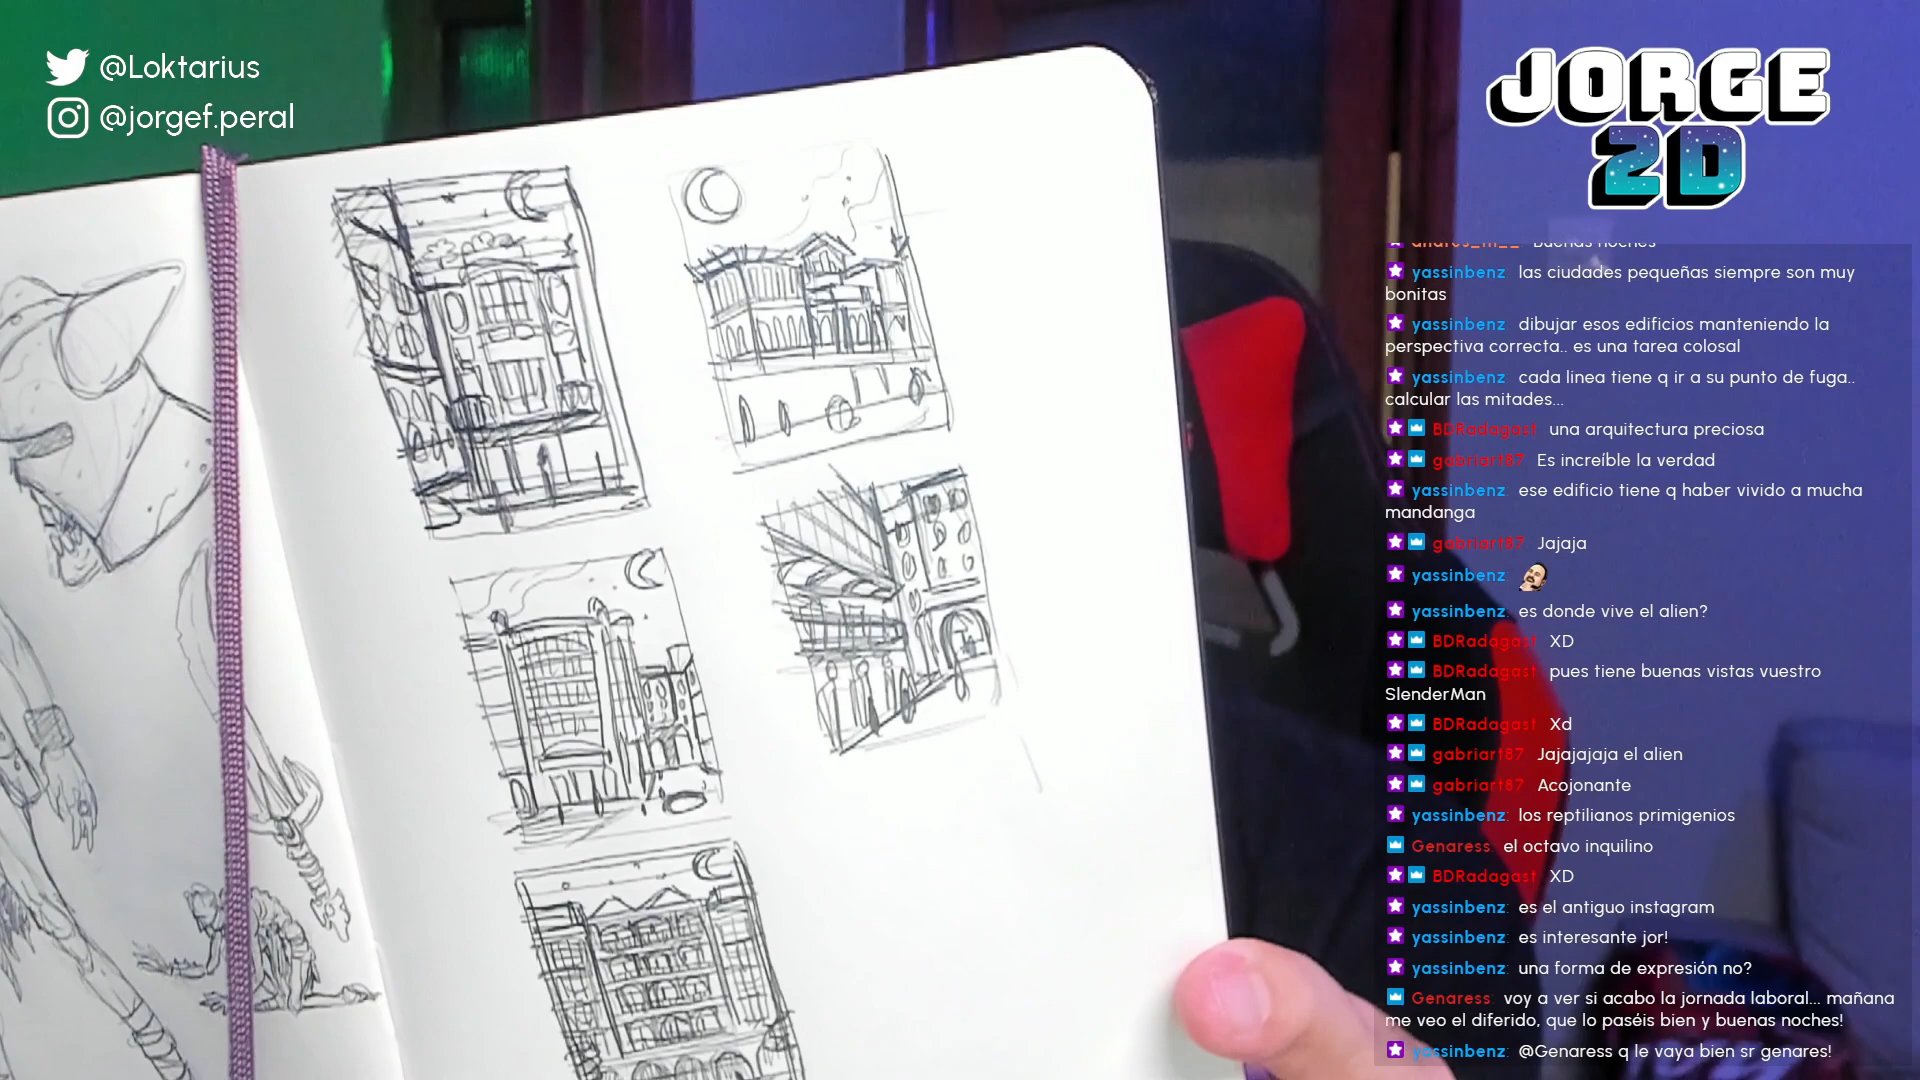 @Loktarius
@jorgef.peral
JORGE
2D
andres_m__ Buenas noches
yassinbenz: las ciudades pequeñas siempre son muy
bonitas
yassinbenz: dibujar esos edificios manteniendo la
perspectiva correcta.. es una tarea colosal
yassinbenz: cada linea tiene q ir a su punto de fuga..
calcular las mitades...
BDRadagast: una arquitectura preciosa
gabriart87: Es increíble la verdad
yassinbenz: ese edificio tiene q haber vivido a mucha
mandanga
gabriart87: Jajaja
yassinbenz:
yassinbenz: es donde vive el alien?
BDRadagast: XD
BDRadagast: pues tiene buenas vistas vuestro
SlenderMan
BDRadagast: Xd
gabriart87: Jajajajaja el alien
gabriart87: Acojonante
yassinbenz: los reptilianos primigenios
Genaress: el octavo inquilino
BDRadagast: XD
yassinbenz: es el antiguo instagram
yassinbenz: es interesante jor!
yassinbenz: una forma de expresión no?
Genaress: voy a ver si acabo la jornada laboral... mañana
me veo el diferido, que lo paséis bien y buenas noches!
yassinbenz: @Genaress q le vaya bien sr genares!